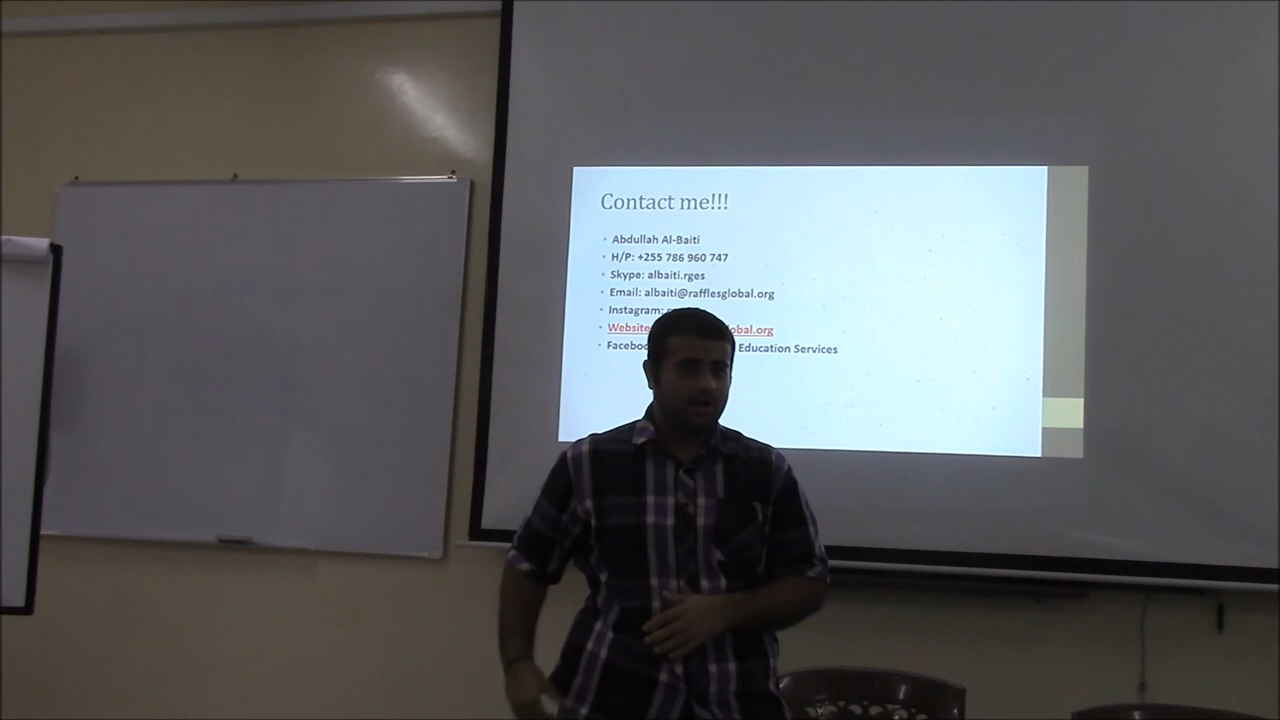 Contact me!!!
• Abdullah Al-Baiti
• H/P: +255 786 960 747
• Skype: albaiti.rges
• Email: albaiti@rafflesglobal.org
• Instagram:
• Website obal.org
• Faceboo Education Services